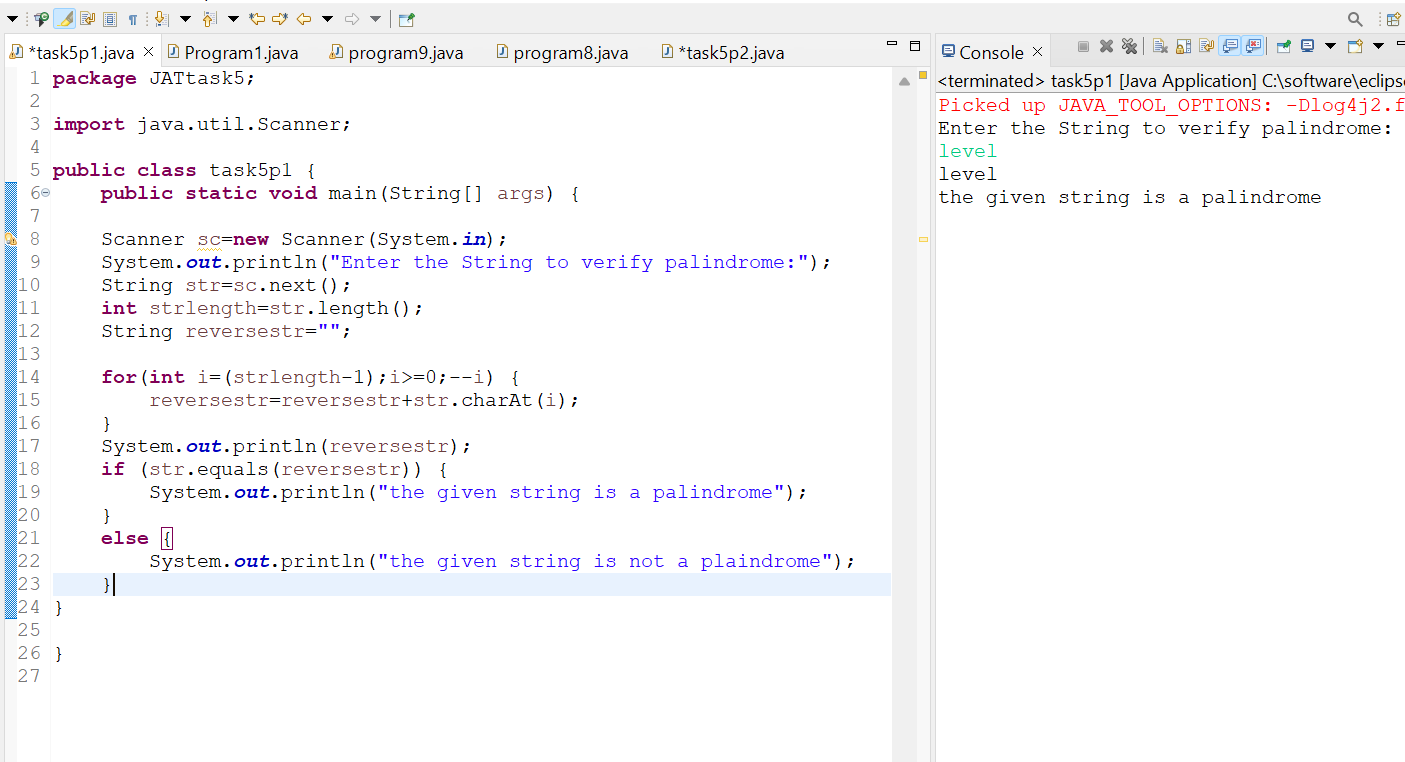 *task5p1.java × Program1.java program9.java program8.java *task5p2.java
1 package JATtask5;
2
3 import java.util.Scanner;
4
5 public class task5p1 {
6 public static void main(String[] args) {
7
8 Scanner sc=new Scanner(System.in);
9 System.out.println("Enter the String to verify palindrome:");
10 String str=sc.next();
11 int strlength=str.length();
12 String reversestr="";
13
14 for(int i=(strlength-1);i>=0;--i) {
15 reversestr=reversestr+str.charAt(i);
16 }
17 System.out.println(reversestr);
18 if (str.equals(reversestr)) {
19 System.out.println("the given string is a palindrome");
20 }
21 else {
22 System.out.println("the given string is not a plaindrome");
23 }
24 }
25
26 }
27
Console ×
<terminated> task5p1 [Java Application] C:\software\eclips
Picked up JAVA_TOOL_OPTIONS: -Dlog4j2.f
Enter the String to verify palindrome:
level
level
the given string is a palindrome